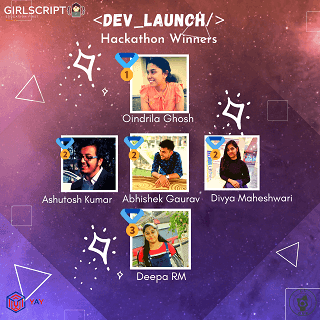 GIRLSCRIPT
<DEV_LAUNCH/>
Hackathon Winners
1
Oindrila Ghosh
2
2
2
Ashutosh Kumar
Abhishek Gaurav
Divya Maheshwari
3
Deepa RM